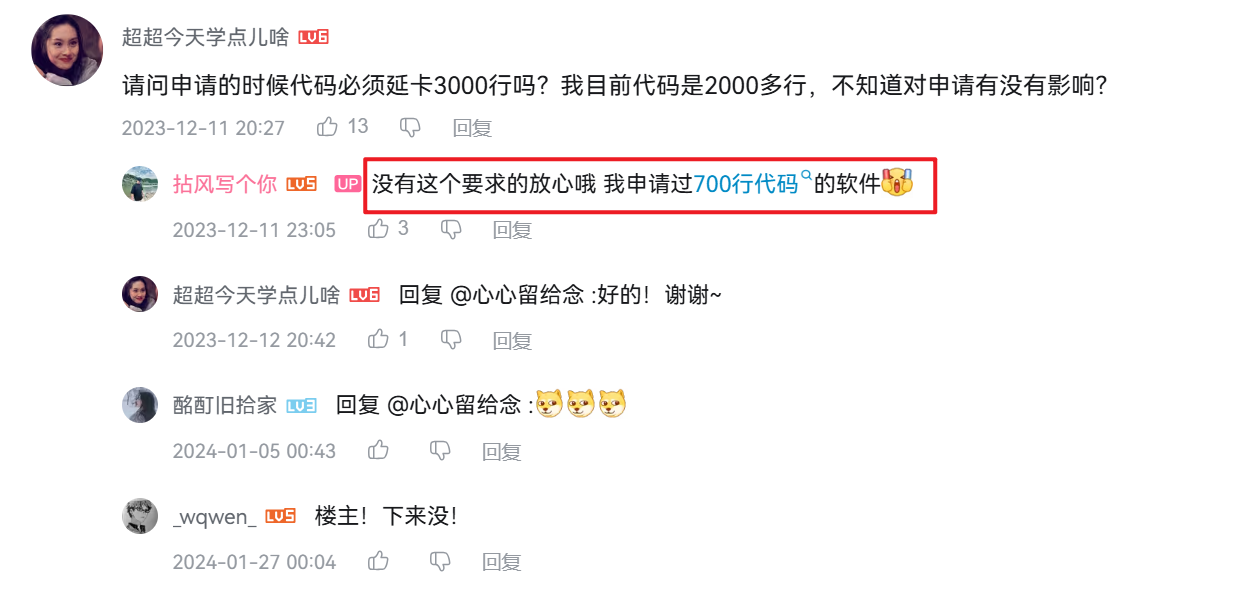 超超今天学点儿啥 LV6
请问申请的时候代码必须延卡3000行吗？我目前代码是2000多行，不知道对申请有没有影响？
2023-12-11 20:27 13 回复
拈风写个你 LV5 UP 没有这个要求的放心哦 我申请过700行代码的软件
2023-12-11 23:05 3 回复
超超今天学点儿啥 LV6 回复 @心心留给念 :好的！谢谢~
2023-12-12 20:42 1 回复
酩酊旧拾家 LV3 回复 @心心留给念 :
2024-01-05 00:43 回复
_wqwen_ LV5 楼主！下来没！
2024-01-27 00:04 回复